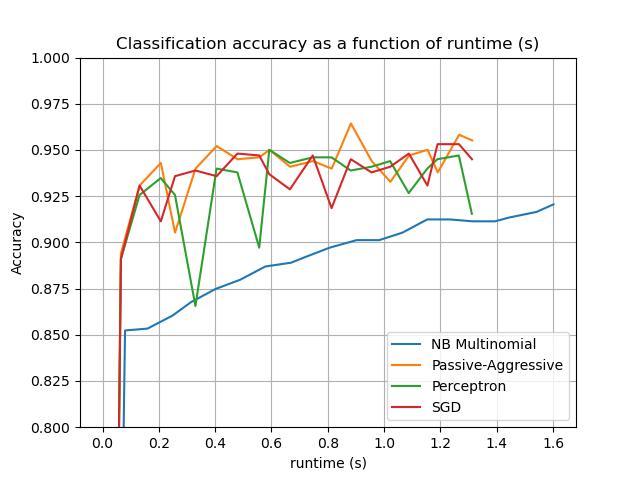 Classification accuracy as a function of runtime (s)
1.000
0.975
0.950
0.925
0.900
0.875
0.850
0.825
0.800
Accuracy
NB Multinomial
Passive-Aggressive
Perceptron
SGD
0.0 0.2 0.4 0.6 0.8 1.0 1.2 1.4 1.6
runtime (s)